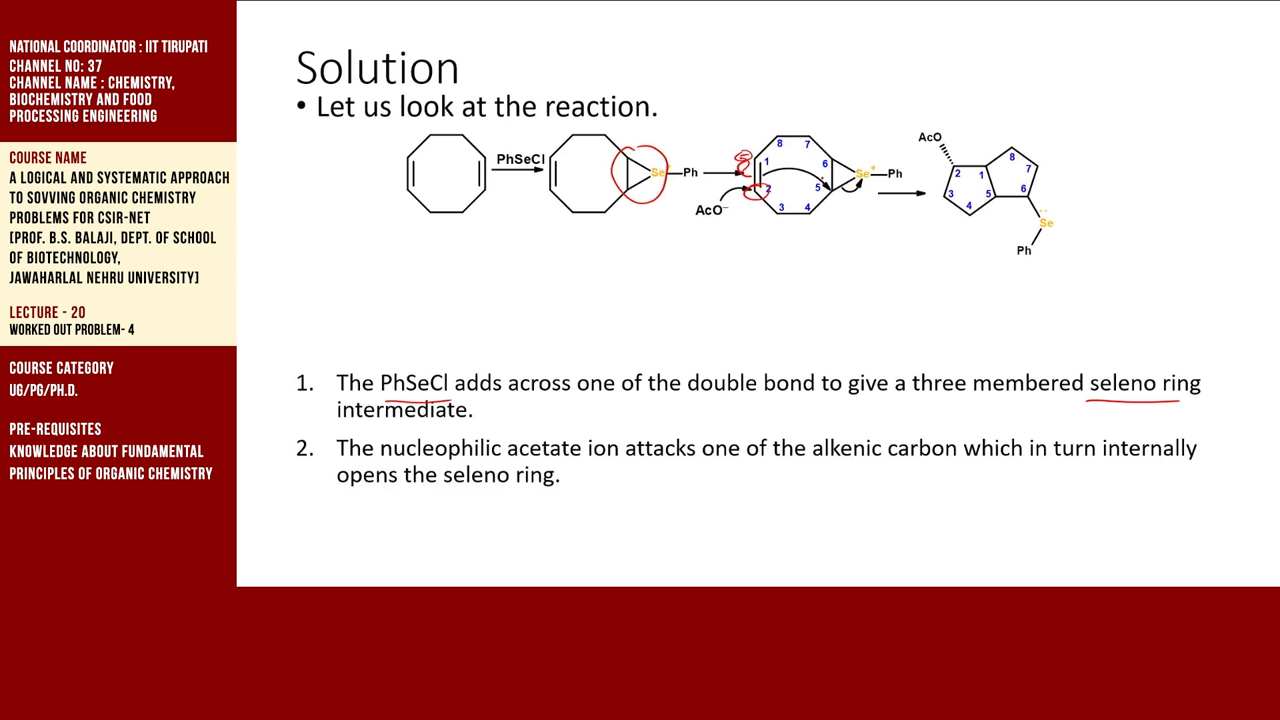 NATIONAL COORDINATOR : IIT TIRUPATI
CHANNEL NO: 37
CHANNEL NAME : CHEMISTRY,
BIOCHEMISTRY AND FOOD
PROCESSING ENGINEERING
COURSE NAME
A LOGICAL AND SYSTEMATIC APPROACH
TO SOVVING ORGANIC CHEMISTRY
PROBLEMS FOR CSIR-NET
[PROF. B.S. BALAJI, DEPT. OF SCHOOL
OF BIOTECHNOLOGY,
JAWAHARLAL NEHRU UNIVERSITY]
LECTURE - 20
WORKED OUT PROBLEM- 4
COURSE CATEGORY
UG/PG/PH.D.
PRE-REQUISITES
KNOWLEDGE ABOUT FUNDAMENTAL
PRINCIPLES OF ORGANIC CHEMISTRY
Solution
• Let us look at the reaction.
PhSeCl
Se Ph
AcO⁻
8 7
1 6
2 5
3 4
Se⁺ Ph
AcO
8
2 1 7
3 5 6
4
Se
Ph
1. The PhSeCl adds across one of the double bond to give a three membered seleno ring
intermediate.
2. The nucleophilic acetate ion attacks one of the alkenic carbon which in turn internally
opens the seleno ring.